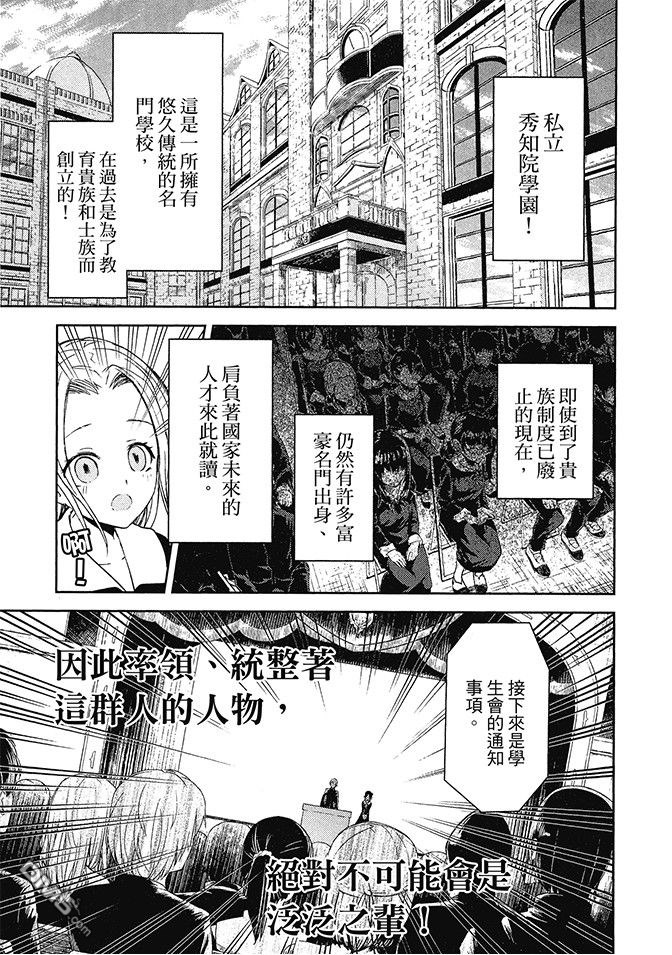 私立
秀知院學園！
這是一所擁有
悠久傳統的名
門學校，
在過去是為了教
育貴族和士族而
創立的！
即使到了貴
族制度已廢
止的現在，
仍然有許多富
豪名門出身、
肩負著國家未來的
人才來此就讀。
接下來是學
生會的通知
事項。
因此率領、統整著
這群人的人物，
絕對不可能會是
泛泛之輩！